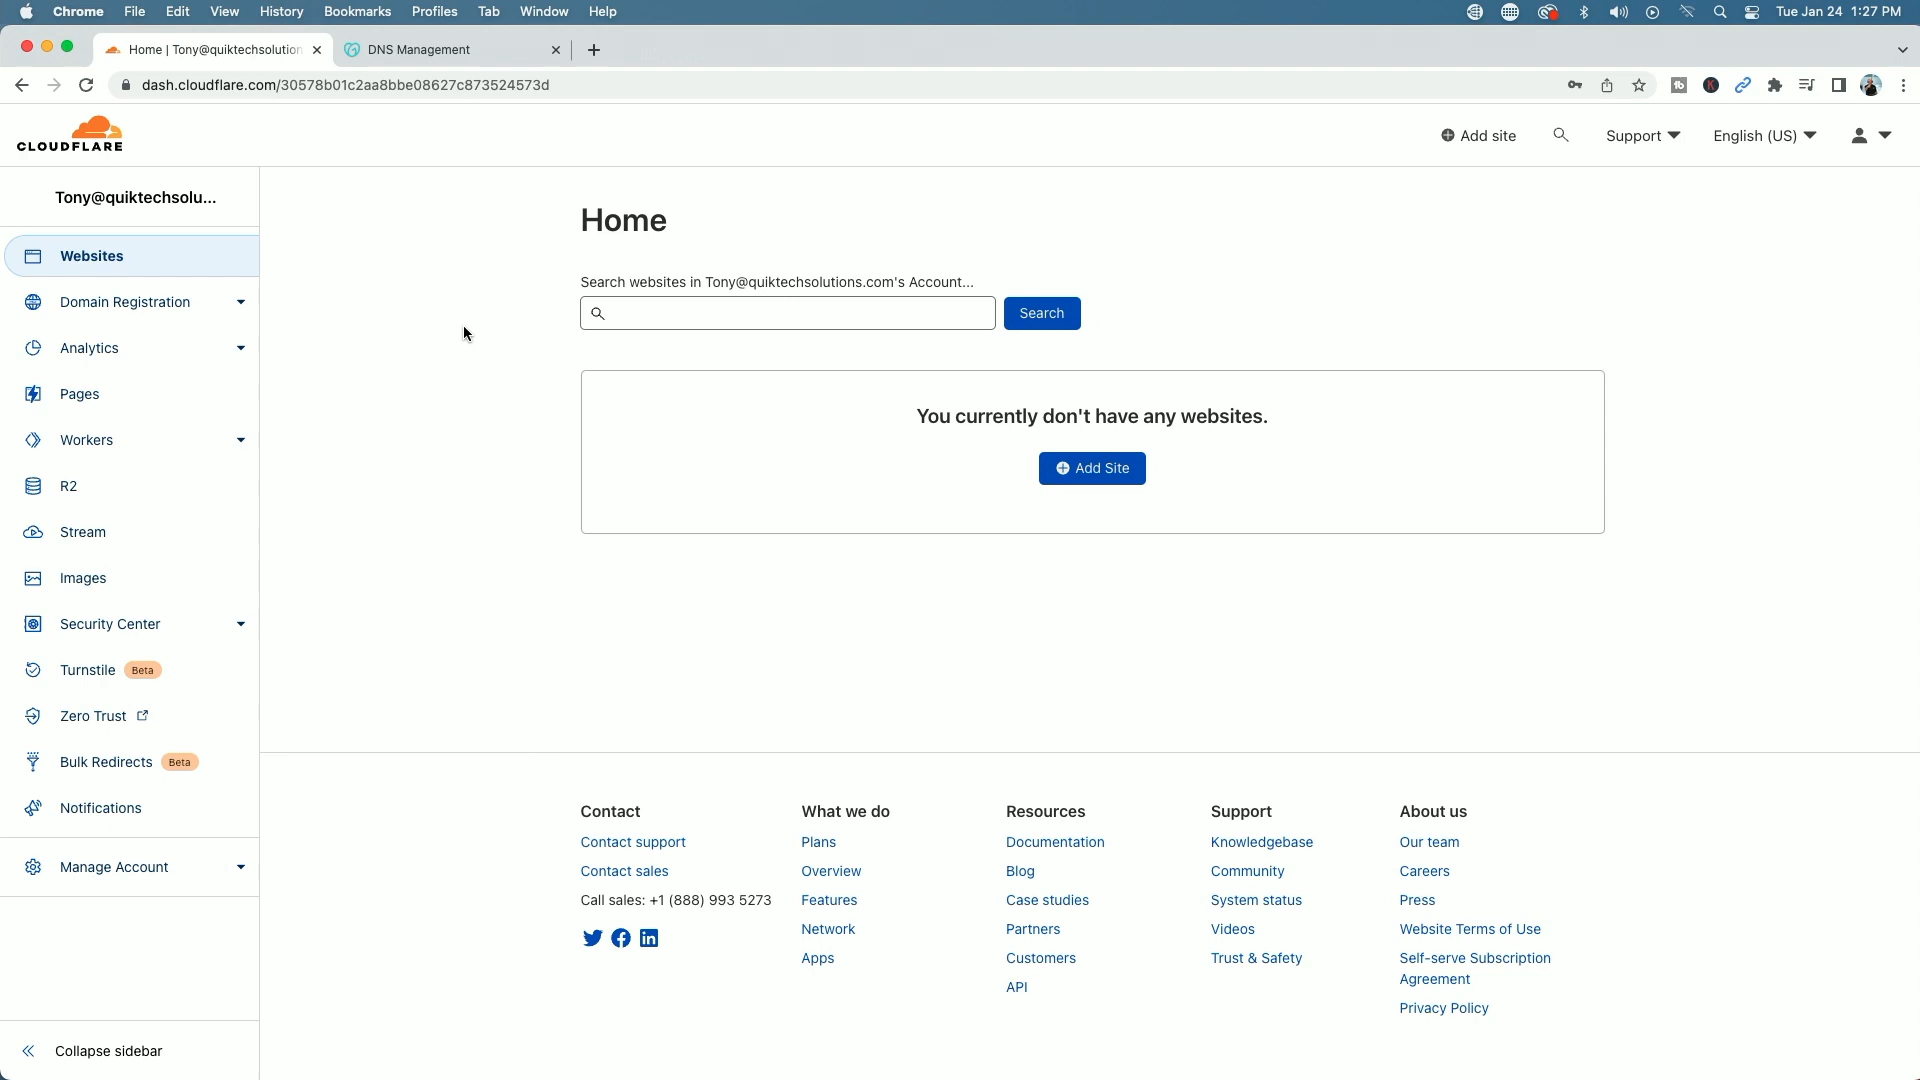 Chrome File Edit View History Bookmarks Profiles Tab Window Help Tue Jan 24 1:27 PM
Home | Tony@quiktechsolution DNS Management
dash.cloudflare.com/30578b01c2aa8bbe08627c873524573d
CLOUDFLARE
Add site Support English (US)
Tony@quiktechsolu...
Websites
Domain Registration
Analytics
Pages
Workers
R2
Stream
Images
Security Center
Turnstile Beta
Zero Trust
Bulk Redirects Beta
Notifications
Manage Account
Collapse sidebar
Home
Search websites in Tony@quiktechsolutions.com's Account...
Search
You currently don't have any websites.
Add Site
Contact
Contact support
Contact sales
Call sales: +1 (888) 993 5273
What we do
Plans
Overview
Features
Network
Apps
Resources
Documentation
Blog
Case studies
Partners
Customers
API
Support
Knowledgebase
Community
System status
Videos
Trust & Safety
About us
Our team
Careers
Press
Website Terms of Use
Self-serve Subscription
Agreement
Privacy Policy